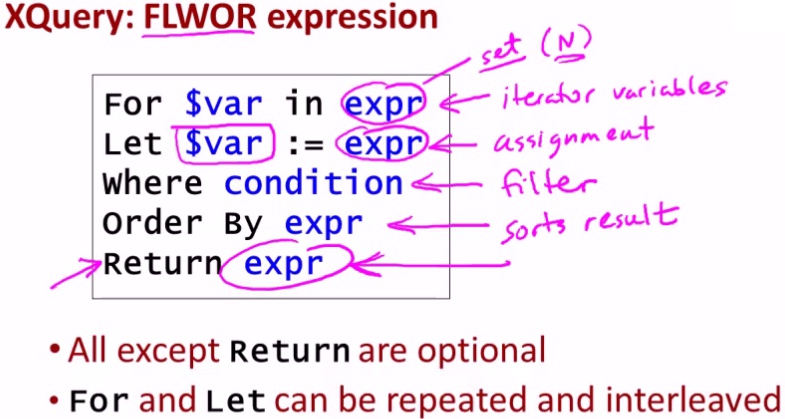 XQuery: FLWOR expression
set (N)
For $var in expr ← iterator variables
Let $var := expr ← assignment
Where condition ← filter
Order By expr ← sorts result
Return expr ←
• All except Return are optional
• For and Let can be repeated and interleaved